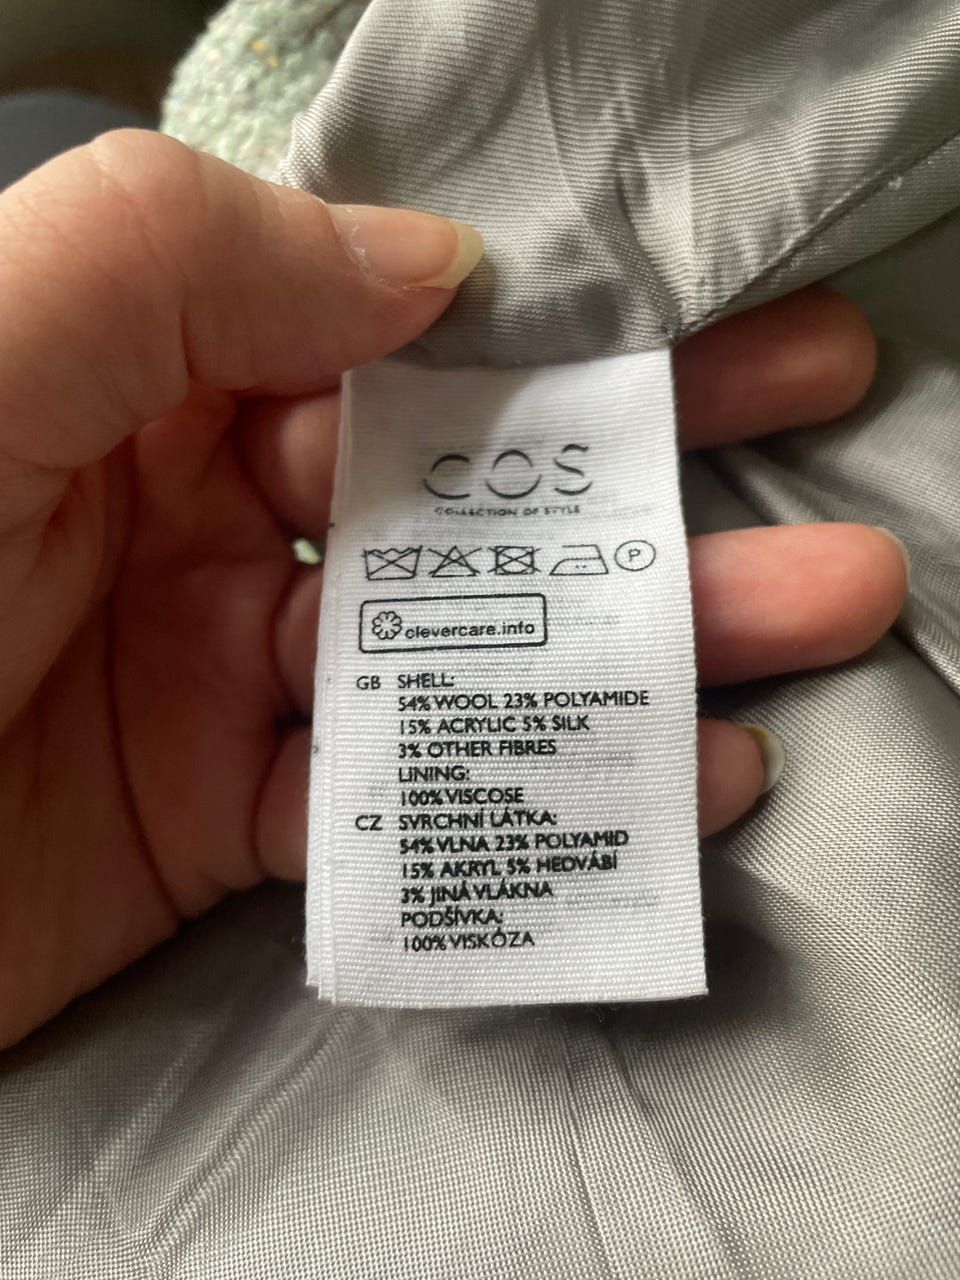 COS
COLLECTION OF STYLE
P
clevercare.info
GB SHELL:
54% WOOL 23% POLYAMIDE
15% ACRYLIC 5% SILK
3% OTHER FIBRES
LINING:
100% VISCOSE
CZ SVRCHNÍ LÁTKA:
54% VLNA 23% POLYAMID
15% AKRYL 5% HEDVÁBÍ
3% JINÁ VLÁKNA
PODŠÍVKA:
100% VISKÓZA